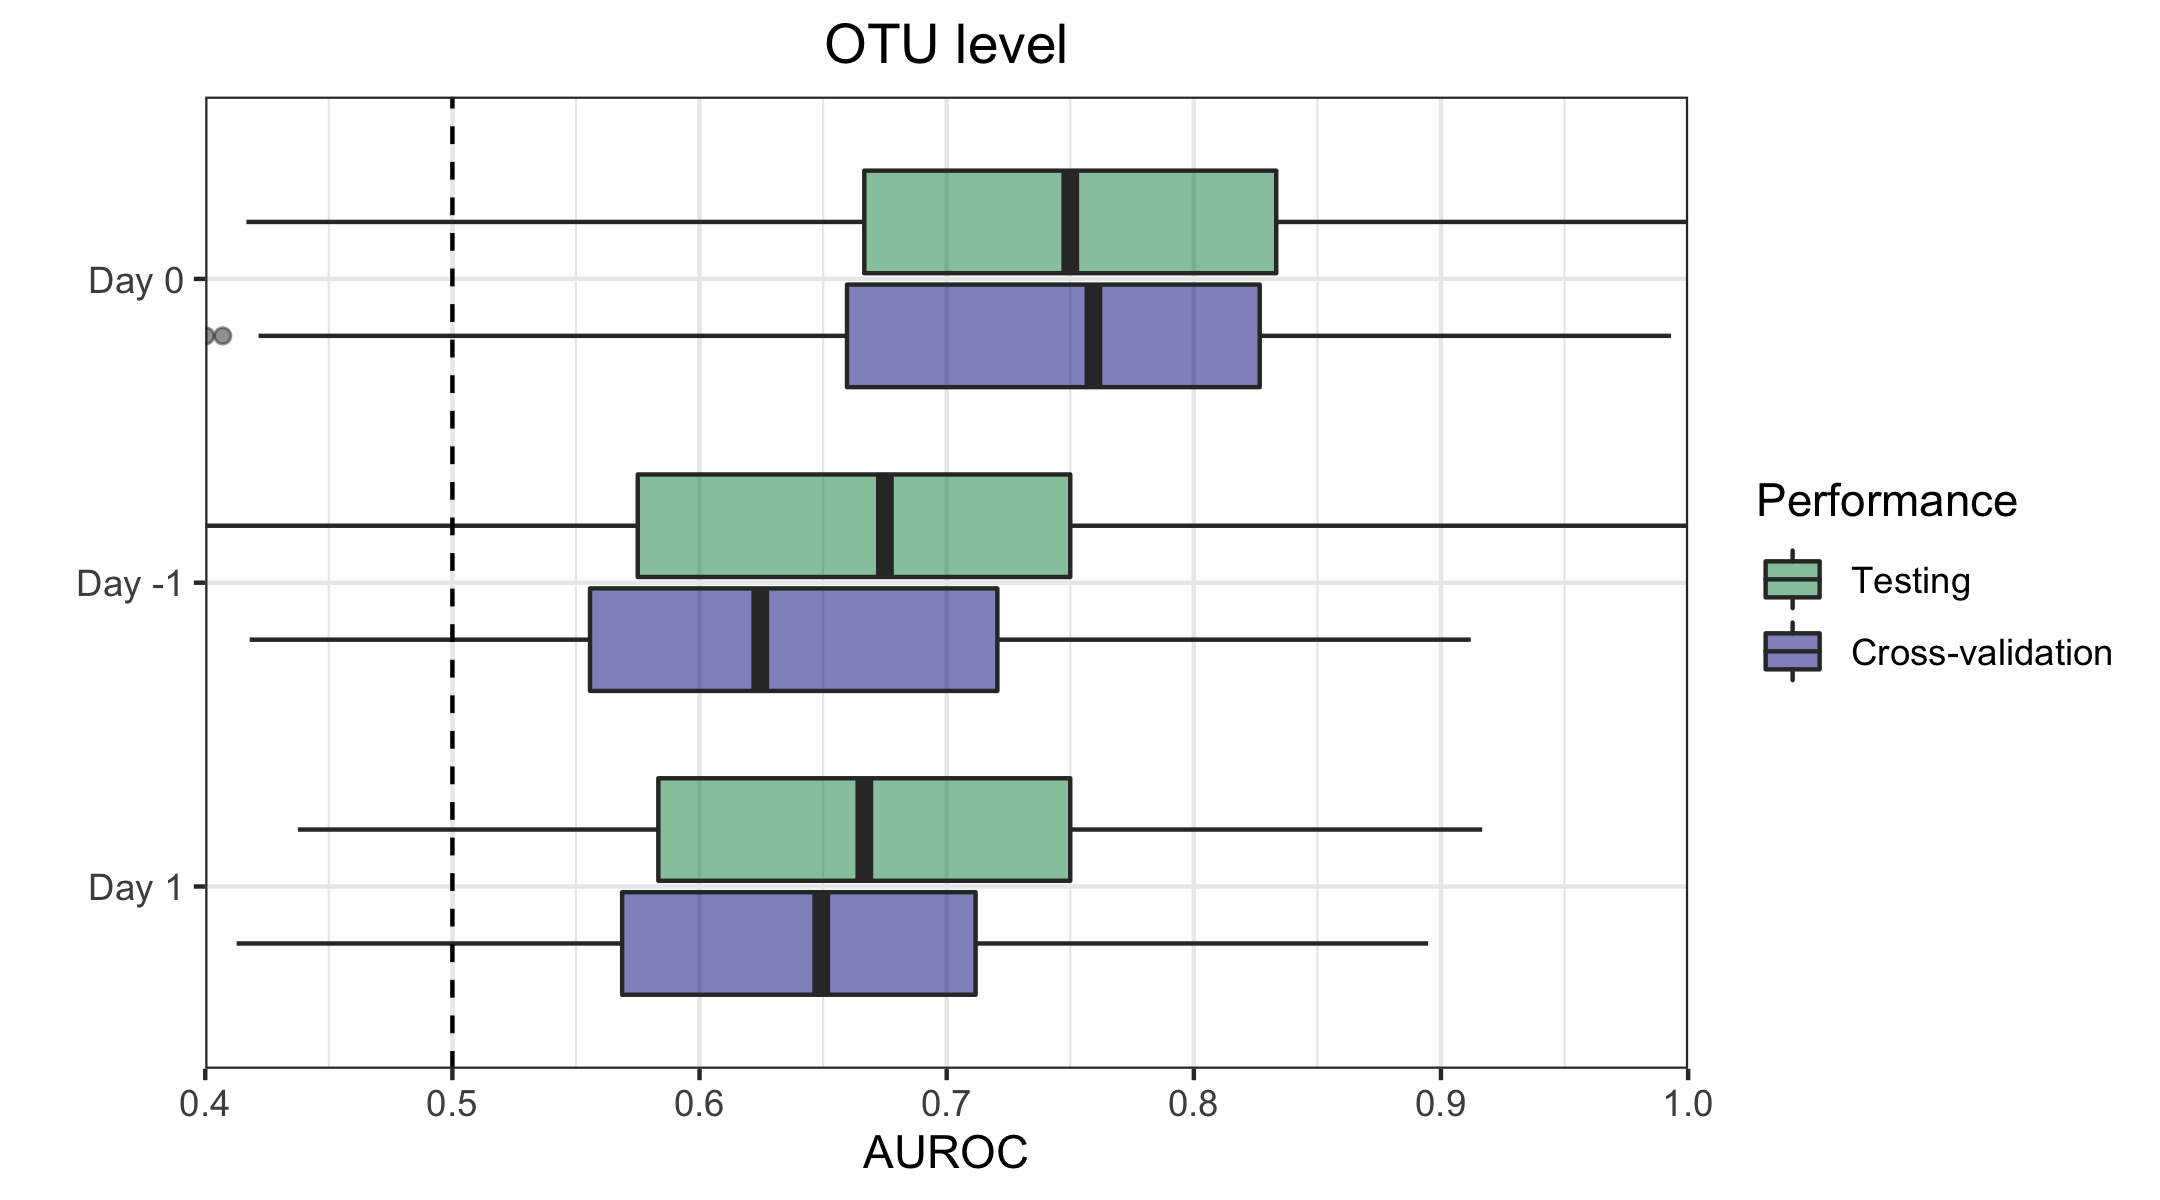 OTU level
Day 0
Day -1
Day 1
0.4 0.5 0.6 0.7 0.8 0.9 1.0
AUROC
Performance
Testing
Cross-validation